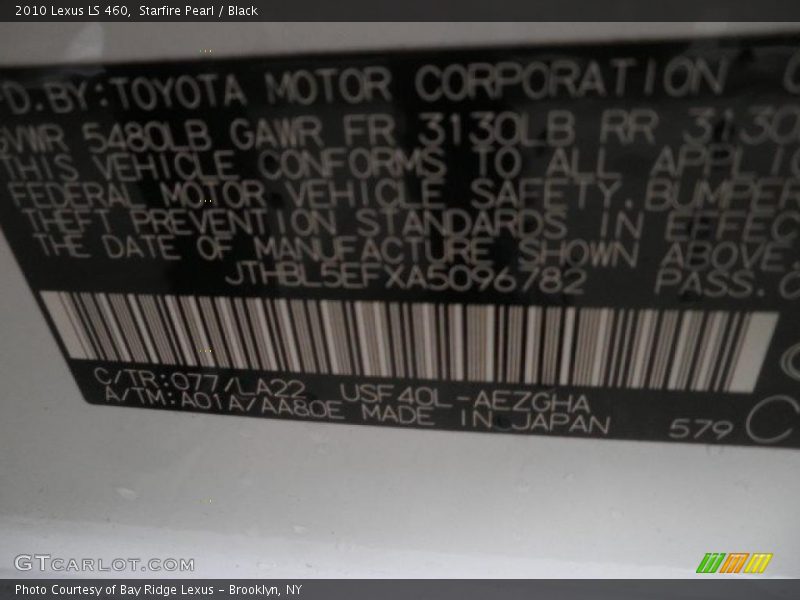 2010 Lexus LS 460, Starfire Pearl / Black
D.BY:TOYOTA MOTOR CORPORATION
GVWR 5480LB GAWR FR 3130LB RR 3130
THIS VEHICLE CONFORMS TO ALL APPLIC
FEDERAL MOTOR VEHICLE SAFETY,BUMPER
THEFT PREVENTION STANDARDS IN EFFEC
THE DATE OF MANUFACTURE SHOWN ABOVE.
JTHBL5EFXA5096782 PASS.C
C/TR:077/LA22 USF40L-AEZGHA
A/TM:A01A/AA80E MADE IN JAPAN 579
GTCARLOT.COM
Photo Courtesy of Bay Ridge Lexus - Brooklyn, NY